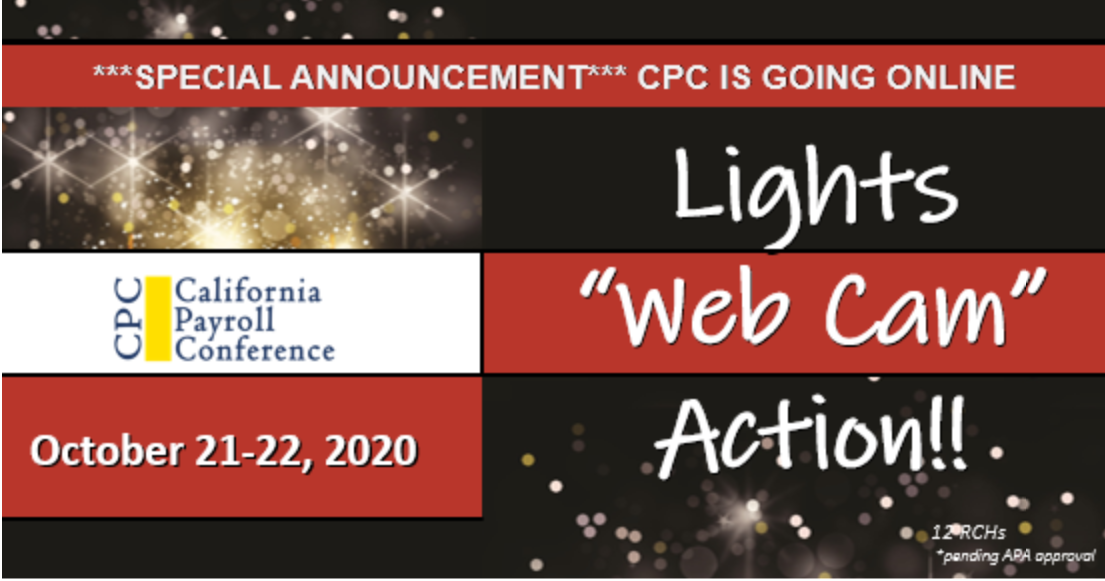 ***SPECIAL ANNOUNCEMENT*** CPC IS GOING ONLINE
Lights
"Web Cam"
Action!!
CPC
California
Payroll
Conference
October 21-22, 2020
12 RCHs
*pending APA approval